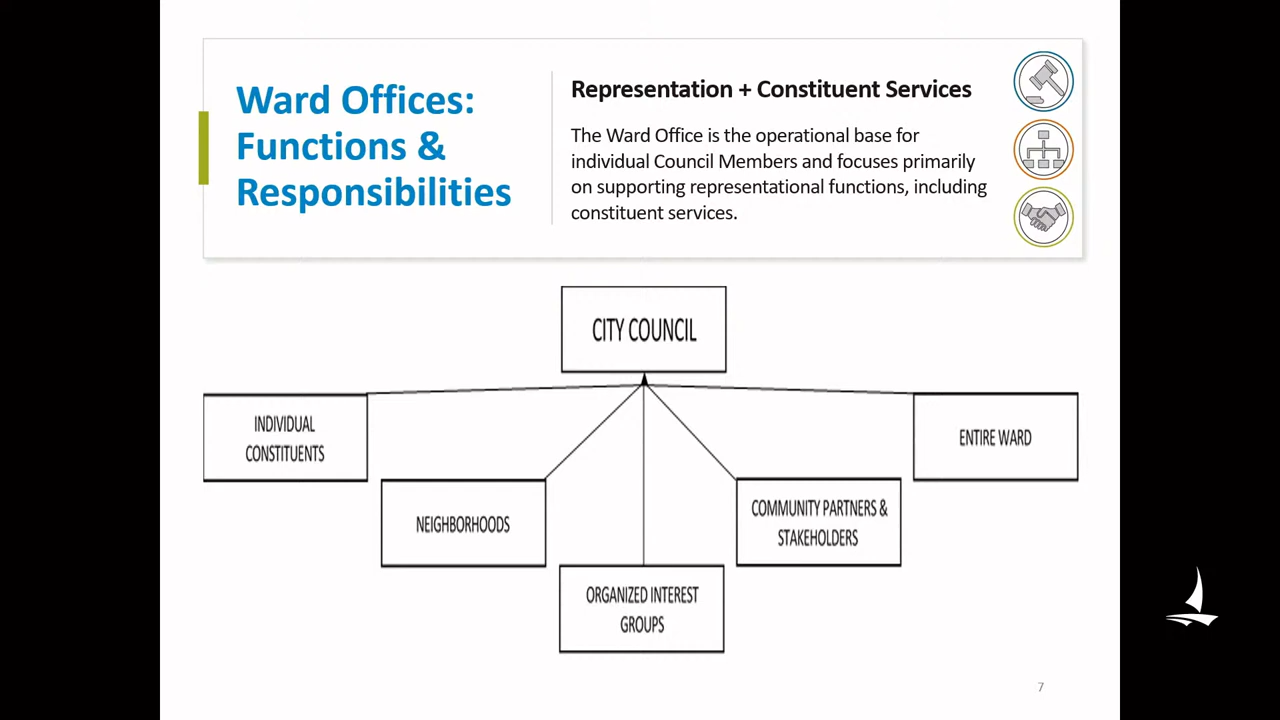 Ward Offices:
Functions &
Responsibilities
Representation + Constituent Services
The Ward Office is the operational base for
individual Council Members and focuses primarily
on supporting representational functions, including
constituent services.
CITY COUNCIL
INDIVIDUAL
CONSTITUENTS
ENTIRE WARD
NEIGHBORHOODS
COMMUNITY PARTNERS &
STAKEHOLDERS
ORGANIZED INTEREST
GROUPS
7